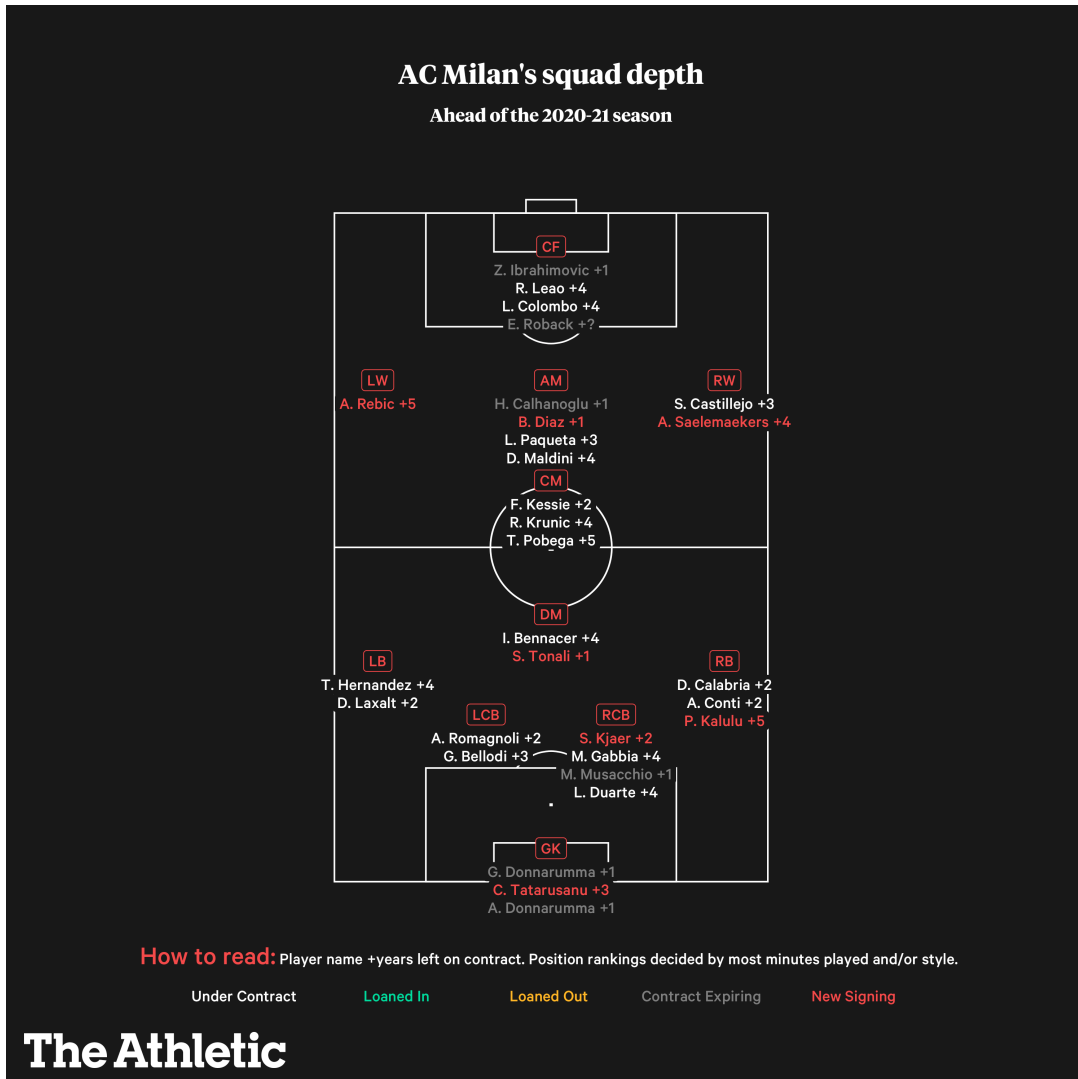 AC Milan's squad depth
Ahead of the 2020-21 season
CF
Z. Ibrahimovic +1
R. Leao +4
L. Colombo +4
E. Roback +?
LW
A. Rebic +5
AM
H. Calhanoglu +1
B. Diaz +1
L. Paqueta +3
D. Maldini +4
RW
S. Castillejo +3
A. Saelemaekers +4
CM
F. Kessie +2
R. Krunic +4
T. Pobega +5
DM
I. Bennacer +4
S. Tonali +1
LB
T. Hernandez +4
D. Laxalt +2
RB
D. Calabria +2
A. Conti +2
P. Kalulu +5
LCB
A. Romagnoli +2
G. Bellodi +3
RCB
S. Kjaer +2
M. Gabbia +4
M. Musacchio +1
L. Duarte +4
GK
G. Donnarumma +1
C. Tatarusanu +3
A. Donnarumma +1
How to read: Player name +years left on contract. Position rankings decided by most minutes played and/or style.
Under Contract Loaned In Loaned Out Contract Expiring New Signing
The Athletic